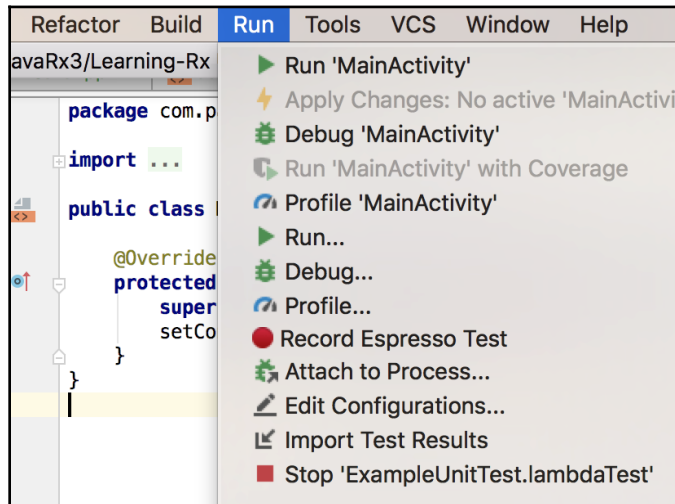 Refactor Build Run Tools VCS Window Help
avaRx3/Learning-Rx
Run 'MainActivity'
Apply Changes: No active 'MainActivi
Debug 'MainActivity'
Run 'MainActivity' with Coverage
Profile 'MainActivity'
Run...
Debug...
Profile...
Record Espresso Test
Attach to Process...
Edit Configurations...
Import Test Results
Stop 'ExampleUnitTest.lambdaTest'
package com.p
import ...
public class
@Override
protected
super
setCo
}
}